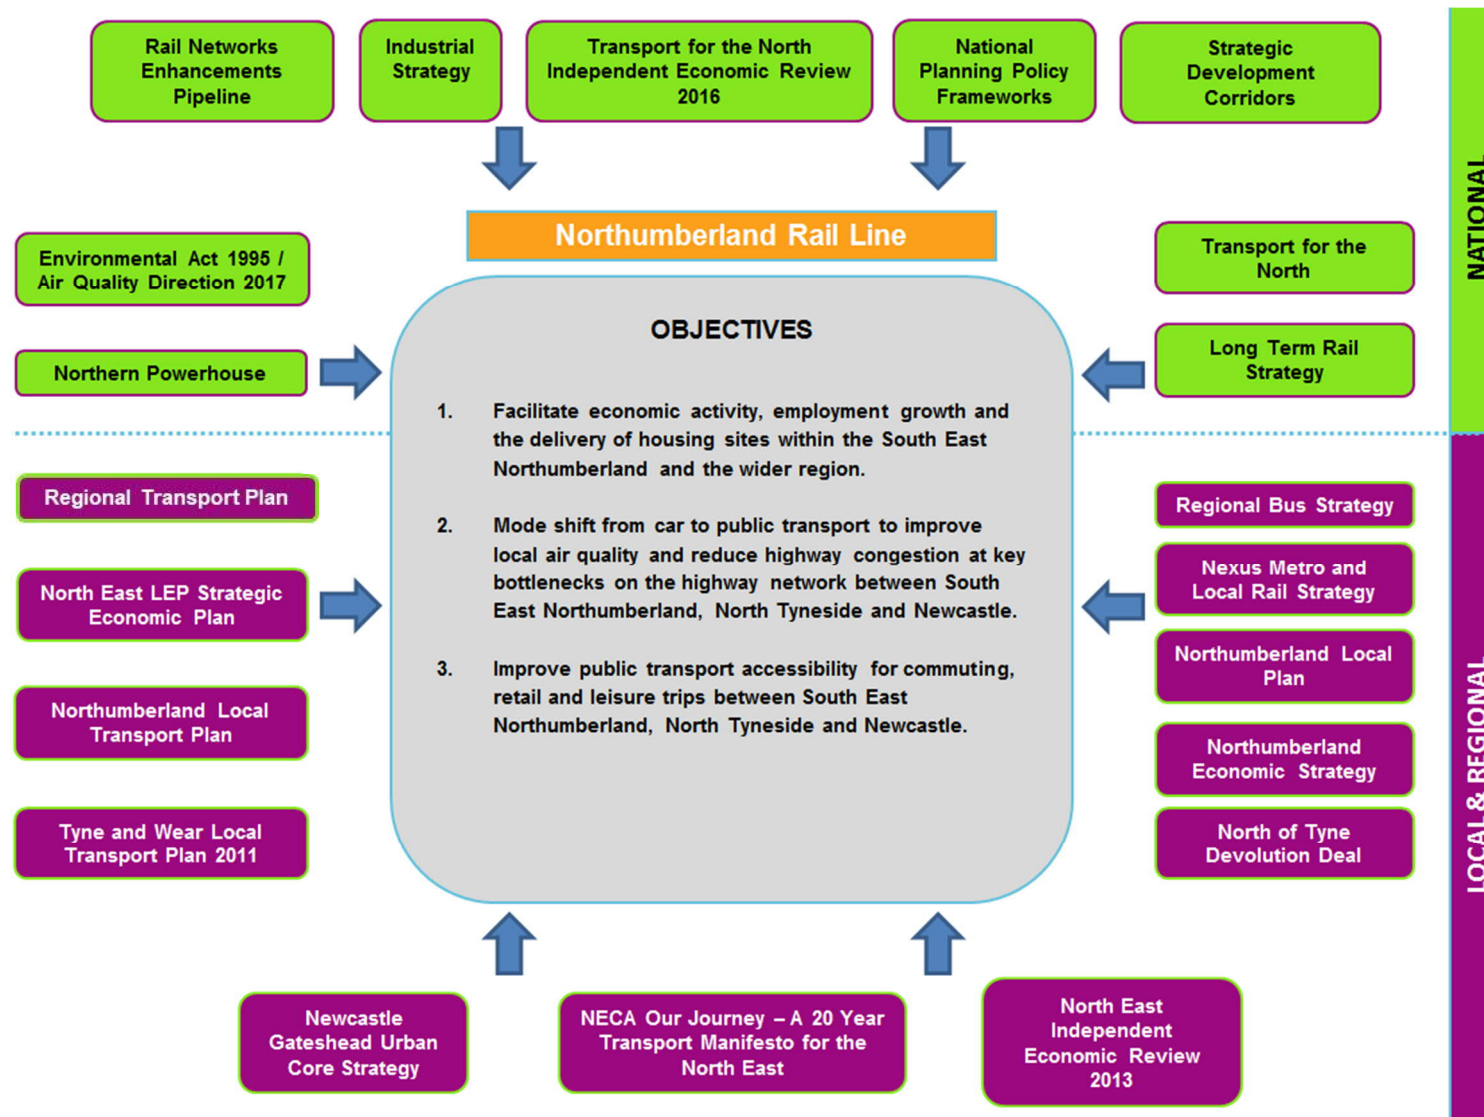 Rail Networks
Enhancements
Pipeline
Industrial
Strategy
Transport for the North
Independent Economic Review
2016
National
Planning Policy
Frameworks
Strategic
Development
Corridors
NATIONAL
Northumberland Rail Line
Environmental Act 1995 /
Air Quality Direction 2017
Northern Powerhouse
Transport for the
North
Long Term Rail
Strategy
OBJECTIVES
1. Facilitate economic activity, employment growth and
the delivery of housing sites within the South East
Northumberland and the wider region.
2. Mode shift from car to public transport to improve
local air quality and reduce highway congestion at key
bottlenecks on the highway network between South
East Northumberland, North Tyneside and Newcastle.
3. Improve public transport accessibility for commuting,
retail and leisure trips between South East
Northumberland, North Tyneside and Newcastle.
Regional Transport Plan
North East LEP Strategic
Economic Plan
Northumberland Local
Transport Plan
Tyne and Wear Local
Transport Plan 2011
Regional Bus Strategy
Nexus Metro and
Local Rail Strategy
Northumberland Local
Plan
Northumberland
Economic Strategy
North of Tyne
Devolution Deal
LOCAL & REGIONAL
Newcastle
Gateshead Urban
Core Strategy
NECA Our Journey – A 20 Year
Transport Manifesto for the
North East
North East
Independent
Economic Review
2013